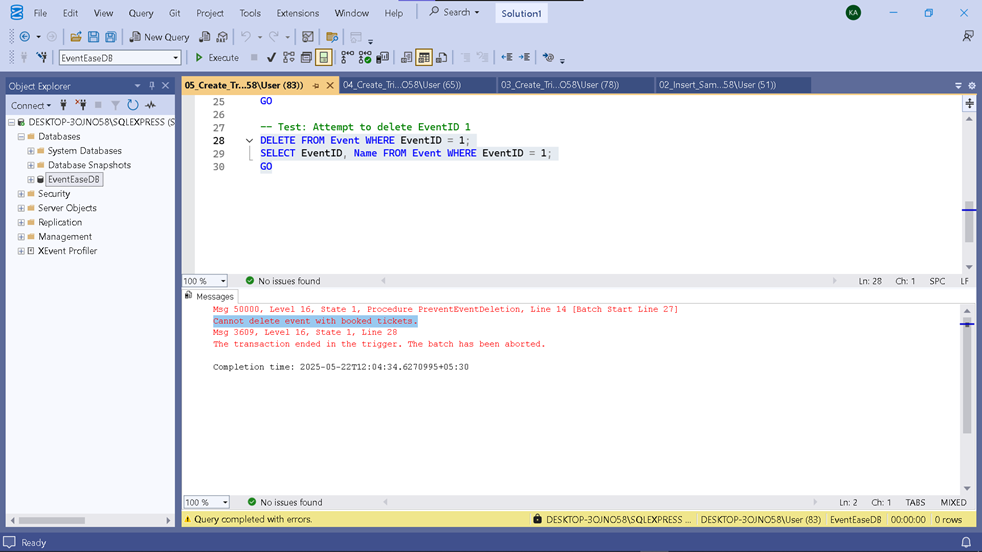 File Edit View Query Git Project Tools Extensions Window Help Search Solution1 KA
New Query
EventEaseDB Execute
Object Explorer
Connect
DESKTOP-3OJNO58\SQLEXPRESS (S
Databases
System Databases
Database Snapshots
EventEaseDB
Security
Server Objects
Replication
Management
XEvent Profiler
05_Create_Tr...58\User (83)) 04_Create_Tri...O58\User (65)) 03_Create_Tri...O58\User (78)) 02_Insert_Sam...58\User (51))
25 GO
26
27 -- Test: Attempt to delete EventID 1
28 DELETE FROM Event WHERE EventID = 1;
29 SELECT EventID, Name FROM Event WHERE EventID = 1;
30 GO
100 % No issues found Ln: 28 Ch: 1 SPC LF
Messages
Msg 50000, Level 16, State 1, Procedure PreventEventDeletion, Line 14 [Batch Start Line 27]
Cannot delete event with booked tickets.
Msg 3609, Level 16, State 1, Line 28
The transaction ended in the trigger. The batch has been aborted.
Completion time: 2025-05-22T12:04:34.6270995+05:30
100 % No issues found Ln: 2 Ch: 1 TABS MIXED
Query completed with errors. DESKTOP-3OJNO58\SQLEXPRESS ... DESKTOP-3OJNO58\User (83) EventEaseDB 00:00:00 0 rows
Ready